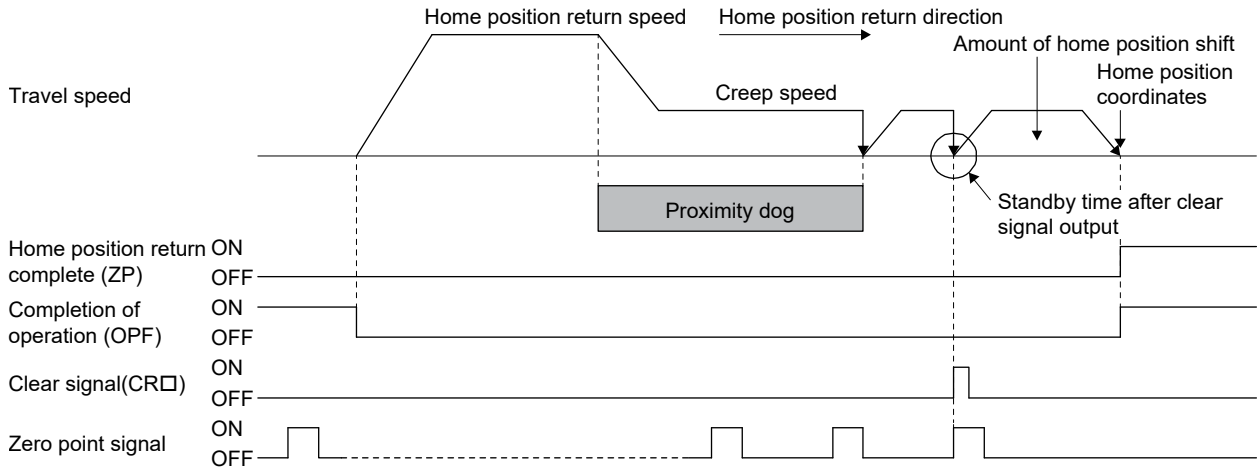 Home position return speed
Home position return direction
Amount of home position shift
Home position
coordinates
Travel speed
Creep speed
Proximity dog
Standby time after clear
signal output
Home position return ON
complete (ZP) OFF
Completion of ON
operation (OPF) OFF
ON
Clear signal(CR□)
OFF
ON
Zero point signal
OFF